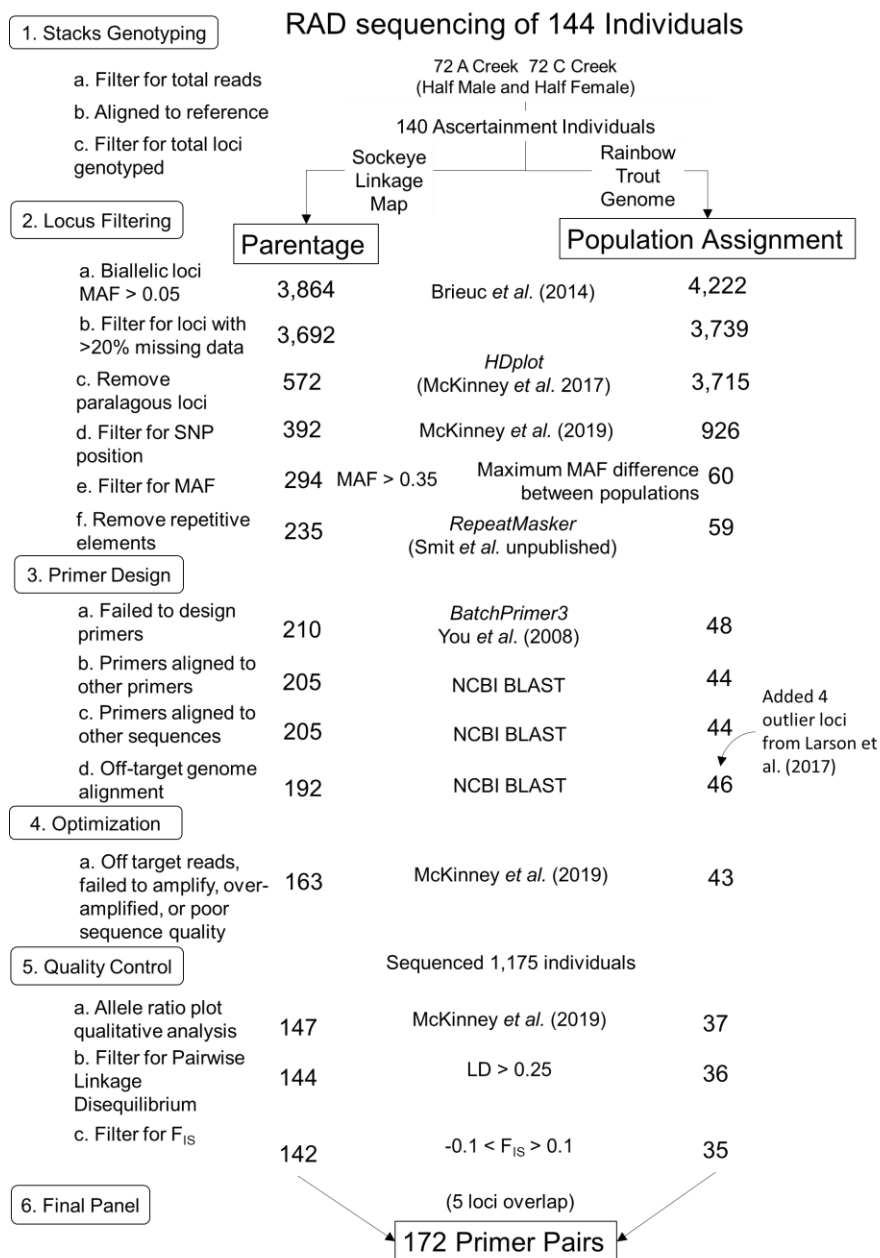 RAD sequencing of 144 Individuals
1. Stacks Genotyping
a. Filter for total reads
b. Aligned to reference
c. Filter for total loci
genotyped
72 A Creek 72 C Creek
(Half Male and Half Female)
140 Ascertainment Individuals
Sockeye
Linkage
Map
Rainbow
Trout
Genome
2. Locus Filtering
Parentage
Population Assignment
a. Biallelic loci
MAF > 0.05
3,864
Brieuc et al. (2014)
4,222
b. Filter for loci with
>20% missing data
3,692
3,739
c. Remove
paralagous loci
572
HDplot
(McKinney et al. 2017)
3,715
d. Filter for SNP
position
392
McKinney et al. (2019)
926
e. Filter for MAF
294
MAF > 0.35
Maximum MAF difference
between populations
60
f. Remove repetitive
elements
235
RepeatMasker
(Smit et al. unpublished)
59
3. Primer Design
a. Failed to design
primers
210
BatchPrimer3
You et al. (2008)
48
b. Primers aligned to
other primers
205
NCBI BLAST
44
c. Primers aligned to
other sequences
205
NCBI BLAST
44
Added 4
outlier loci
from Larson et
al. (2017)
d. Off-target genome
alignment
192
NCBI BLAST
46
4. Optimization
a. Off target reads,
failed to amplify, over-
amplified, or poor
sequence quality
163
McKinney et al. (2019)
43
5. Quality Control
Sequenced 1,175 individuals
a. Allele ratio plot
qualitative analysis
147
McKinney et al. (2019)
37
b. Filter for Pairwise
Linkage
Disequilibrium
144
LD > 0.25
36
c. Filter for FIS
142
-0.1 < FIS > 0.1
35
6. Final Panel
(5 loci overlap)
172 Primer Pairs